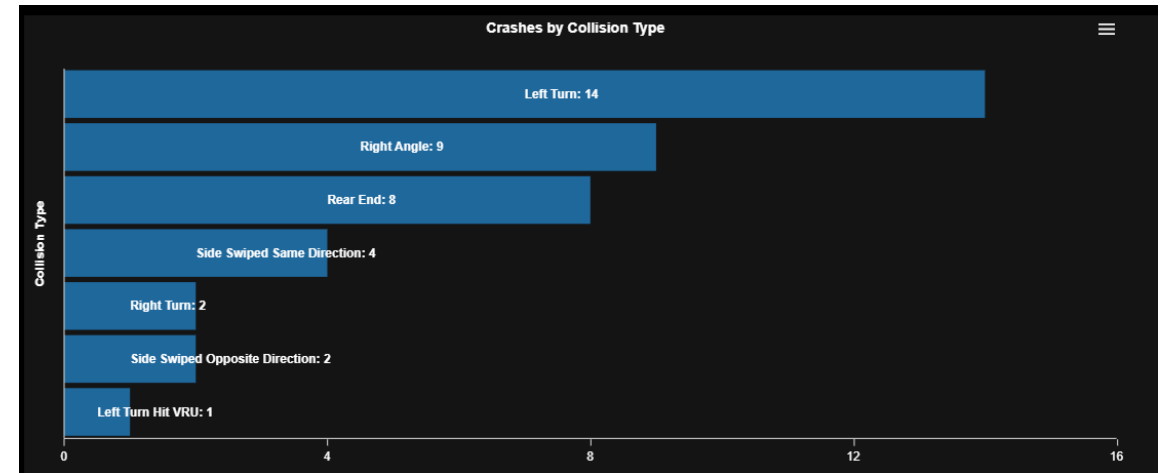 Crashes by Collision Type
Collision Type
Left Turn: 14
Right Angle: 9
Rear End: 8
Side Swiped Same Direction: 4
Right Turn: 2
Side Swiped Opposite Direction: 2
Left Turn Hit VRU: 1
0 4 8 12 16